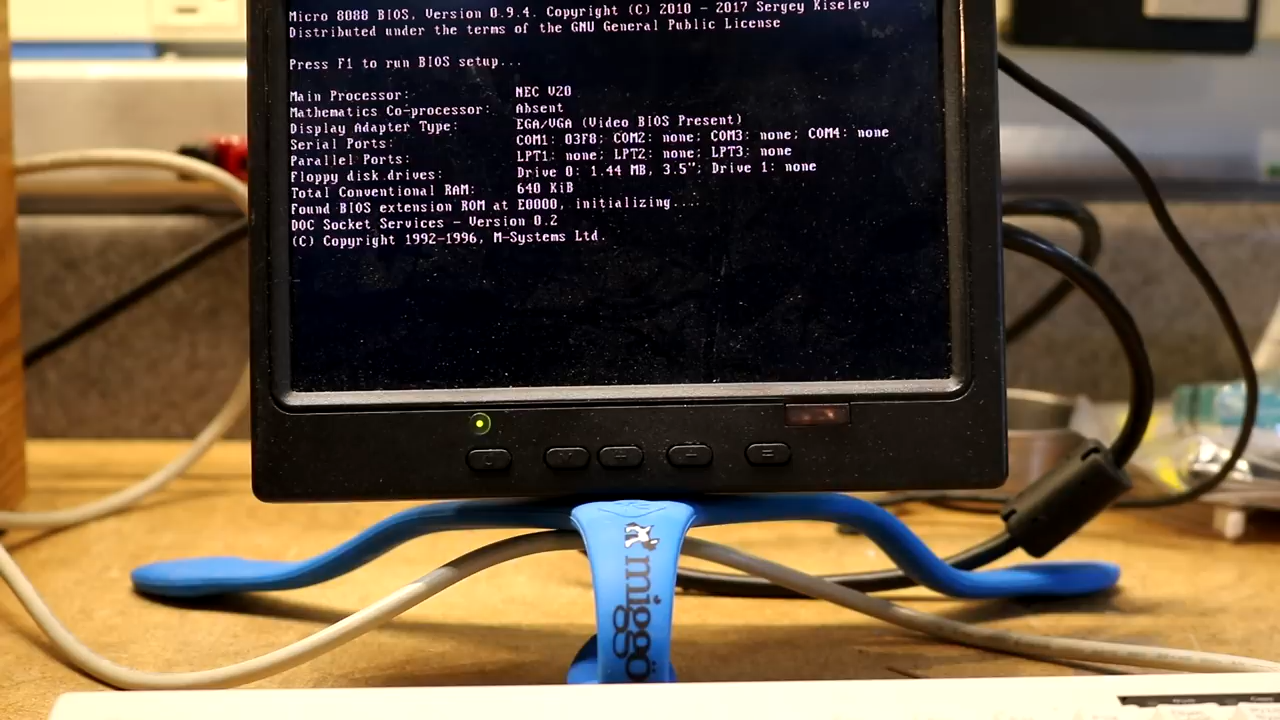 Micro 8088 BIOS, Version 0.9.4. Copyright (C) 2010 - 2017 Sergey Kiselev
Distributed under the terms of the GNU General Public License
Press F1 to run BIOS setup...
Main Processor: NEC V20
Mathematics Co-processor: Absent
Display Adapter Type: EGA/VGA (Video BIOS Present)
Serial Ports: COM1: 03F8; COM2: none; COM3: none; COM4: none
Parallel Ports: LPT1: none; LPT2: none; LPT3: none
Floppy disk drives: Drive 0: 1.44 MB, 3.5"; Drive 1: none
Total Conventional RAM: 640 KiB
Found BIOS extension ROM at E0000, initializing....
DOC Socket Services - Version 0.2
(C) Copyright 1992-1996, M-Systems Ltd.
miggö